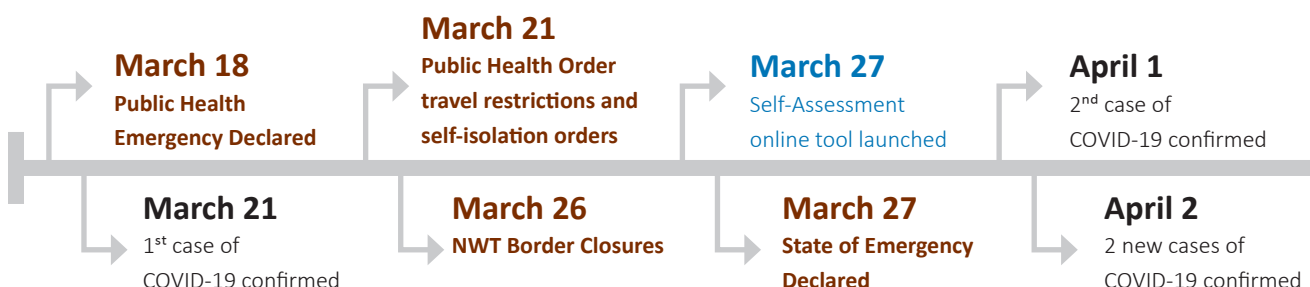 March 18
Public Health
Emergency Declared
March 21
1st case of
COVID-19 confirmed
March 21
Public Health Order
travel restrictions and
self-isolation orders
March 26
NWT Border Closures
March 27
Self-Assessment
online tool launched
March 27
State of Emergency
Declared
April 1
2nd case of
COVID-19 confirmed
April 2
2 new cases of
COVID-19 confirmed